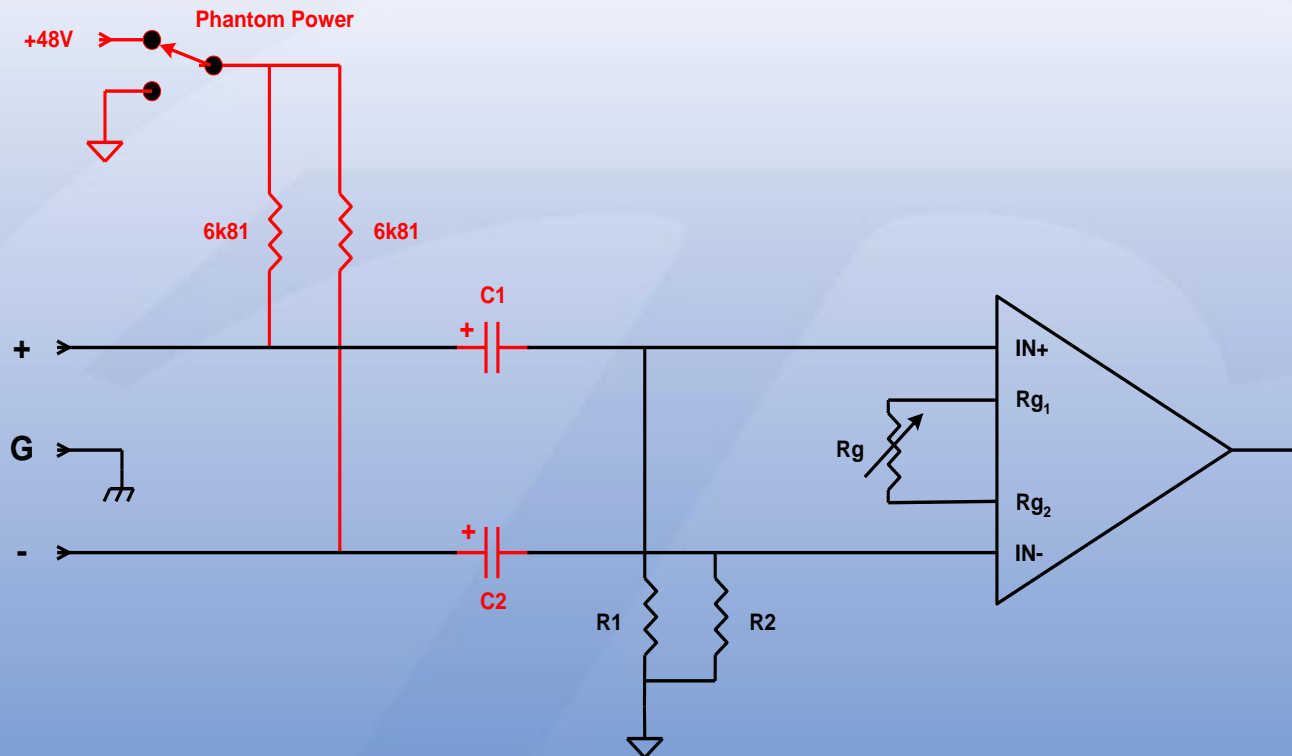 Phantom Power
+48V
6k81 6k81
C1
+
+ IN+
Rg1
G Rg
Rg2
+
- IN-
C2
R1 R2